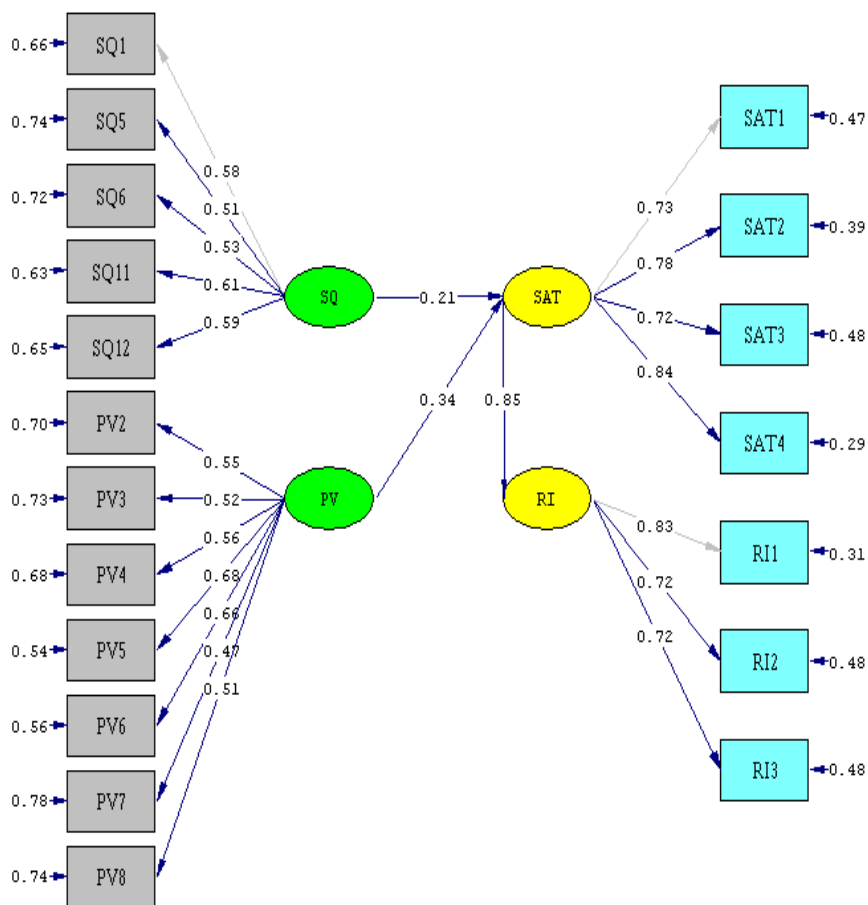 0.66 SQ1
0.74 SQ5
0.72 SQ6
0.63 SQ11
0.65 SQ12
0.70 PV2
0.73 PV3
0.68 PV4
0.54 PV5
0.56 PV6
0.78 PV7
0.74 PV8
0.58
0.51
0.53
0.61
0.59
0.55
0.52
0.56
0.68
0.66
0.47
0.51
SQ
PV
0.21
0.34
0.85
SAT
RI
0.73
0.78
0.72
0.84
0.83
0.72
0.72
SAT1 0.47
SAT2 0.39
SAT3 0.48
SAT4 0.29
RI1 0.31
RI2 0.48
RI3 0.48